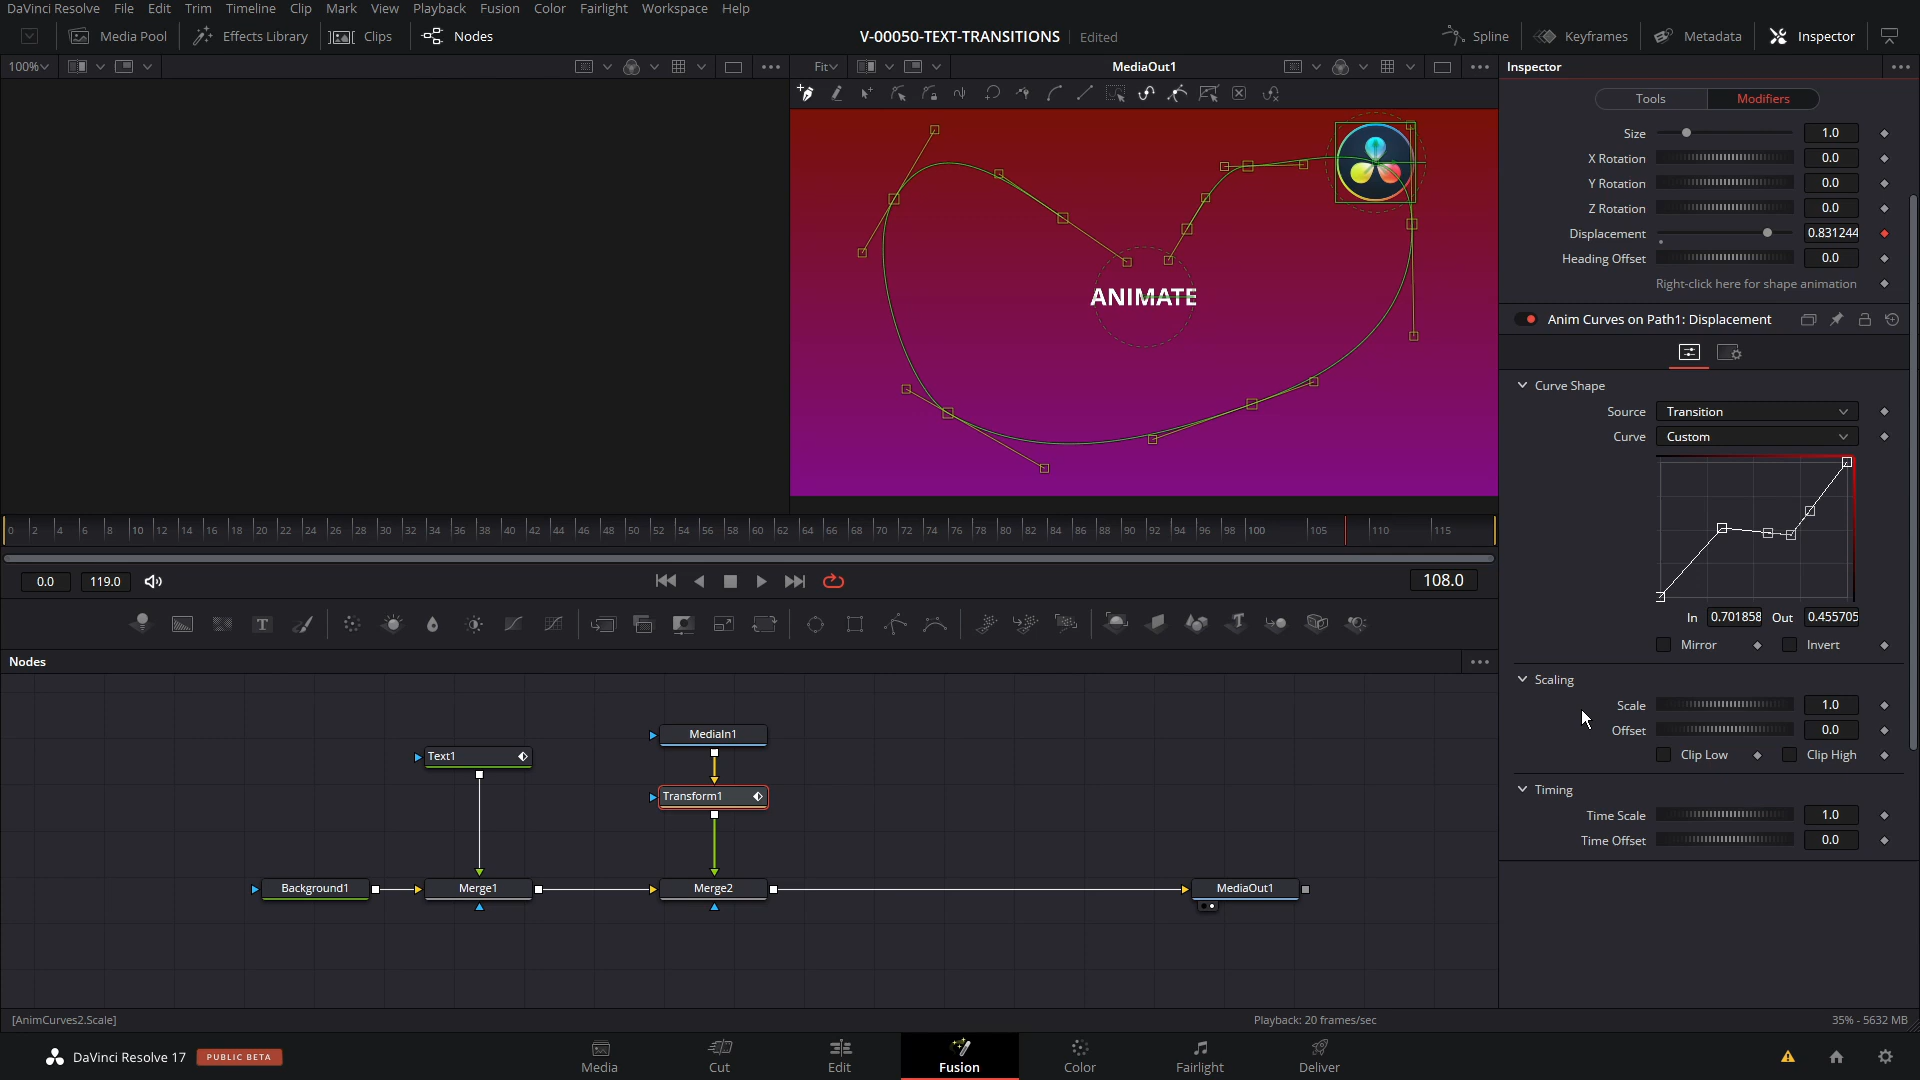 DaVinci Resolve File Edit Trim Timeline Clip Mark View Playback Fusion Color Fairlight Workspace Help
Media Pool Effects Library Clips Nodes V-00050-TEXT-TRANSITIONS Edited Spline Keyframes Metadata Inspector
100% Fit MediaOut1 Inspector
Tools Modifiers
Size 1.0
X Rotation 0.0
Y Rotation 0.0
Z Rotation 0.0
Displacement 0.831244
Heading Offset 0.0
Right-click here for shape animation
ANIMATE
Anim Curves on Path1: Displacement
Curve Shape
Source Transition
Curve Custom
In 0.701858 Out 0.455705
Mirror Invert
Scaling
Scale 1.0
Offset 0.0
Clip Low Clip High
Timing
Time Scale 1.0
Time Offset 0.0
0 2 4 6 8 10 12 14 16 18 20 22 24 26 28 30 32 34 36 38 40 42 44 46 48 50 52 54 56 58 60 62 64 66 68 70 72 74 76 78 80 82 84 86 88 90 92 94 96 98 100 105 110 115
0.0 119.0 108.0
T T
Nodes
MediaIn1
Text1
Transform1
Background1 Merge1 Merge2 MediaOut1
[AnimCurves2.Scale] Playback: 20 frames/sec 35% - 5632 MB
DaVinci Resolve 17 PUBLIC BETA Media Cut Edit Fusion Color Fairlight Deliver